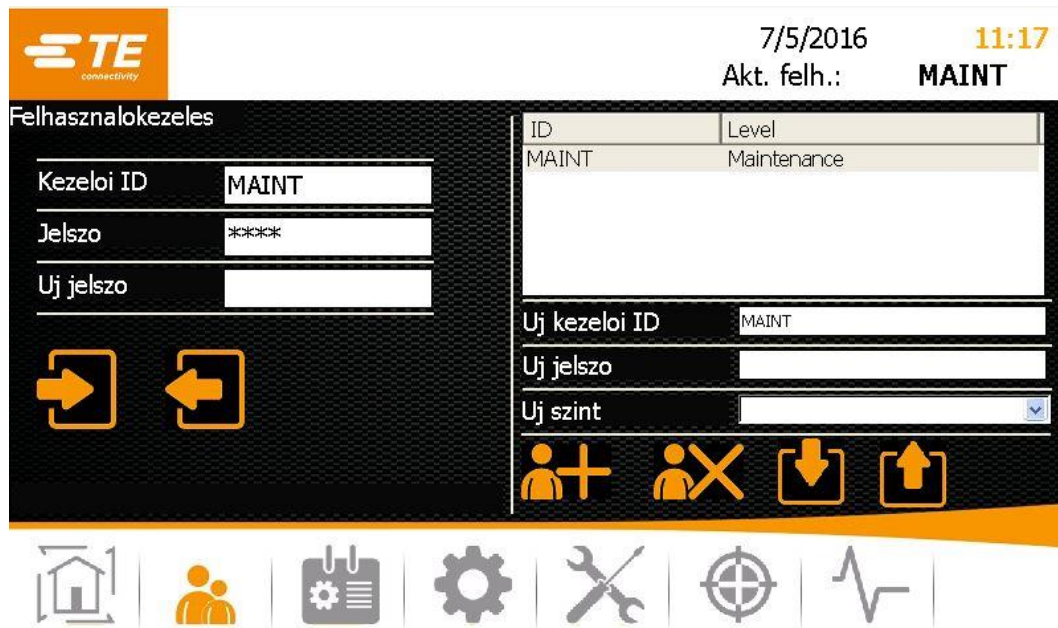 TE
connectivity
7/5/2016 11:17
Akt. felh.: MAINT
Felhasznalokezeles
Kezeloi ID MAINT
Jelszo ****
Uj jelszo
ID Level
MAINT Maintenance
Uj kezeloi ID MAINT
Uj jelszo
Uj szint